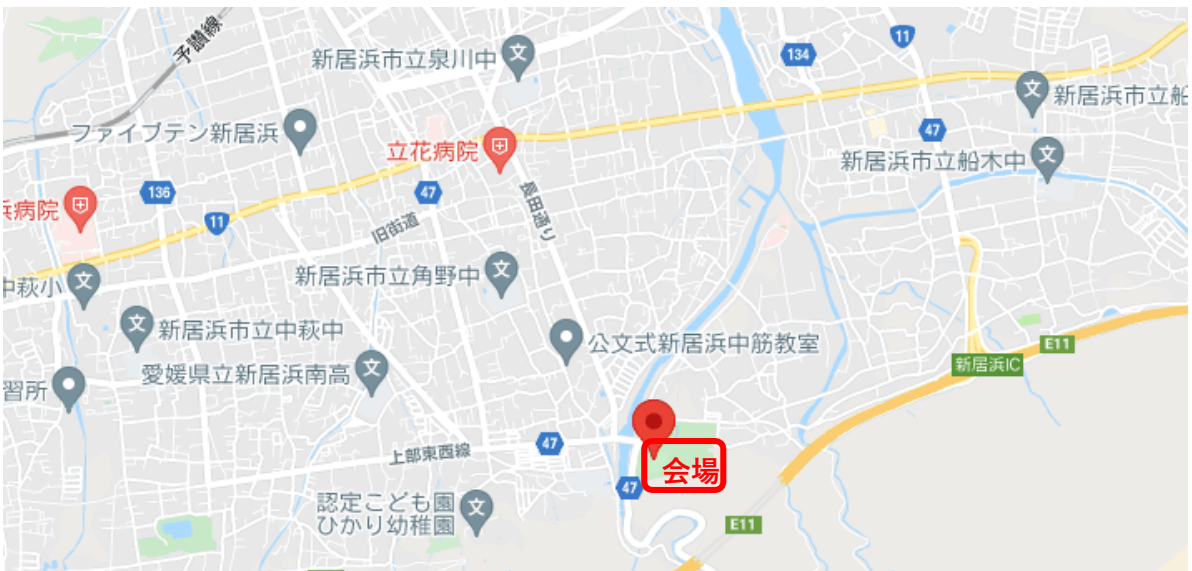 予讃線
新居浜市立泉川中
11
134
新居浜市立船
ファイブテン新居浜
立花病院
47
新居浜市立船木中
136
47
浜病院
11
旧街道
長田通り
新居浜市立角野中
中萩小
新居浜市立中萩中
公文式新居浜中筋教室
E11
新居浜IC
愛媛県立新居浜南高
習所
上部東西線
47
会場
47
認定こども園
ひかり幼稚園
E11